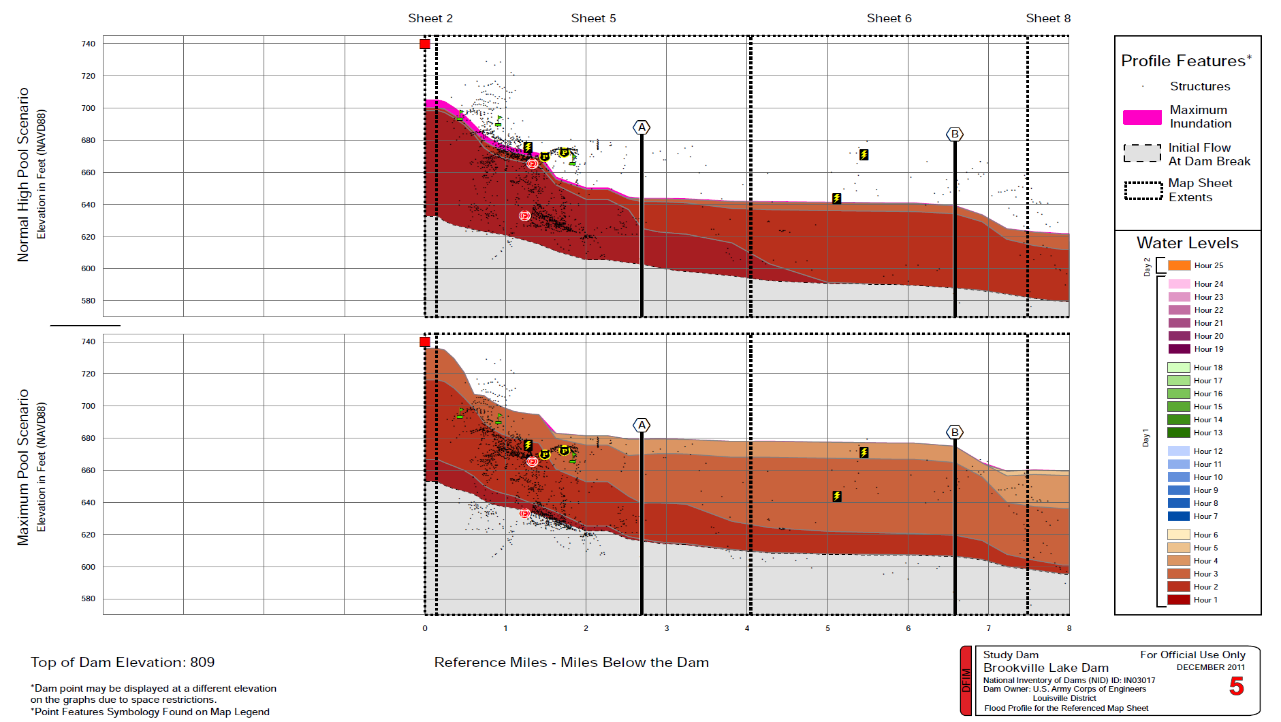 Sheet 2 Sheet 5 Sheet 6 Sheet 8
Normal High Pool Scenario
Elevation in Feet (NAVD88)
740
720
700
680
660
640
620
600
580
A
B
Maximum Pool Scenario
Elevation in Feet (NAVD88)
740
720
700
680
660
640
620
600
580
A
B
0 1 2 3 4 5 6 7 8
Reference Miles - Miles Below the Dam
Top of Dam Elevation: 809
*Dam point may be displayed at a different elevation
on the graphs due to space restrictions.
*Point Features Symbology Found on Map Legend
Profile Features*
Structures
Maximum
Inundation
Initial Flow
At Dam Break
Map Sheet
Extents
Water Levels
Day 2
Hour 25
Day 1
Hour 24
Hour 23
Hour 22
Hour 21
Hour 20
Hour 19
Hour 18
Hour 17
Hour 16
Hour 15
Hour 14
Hour 13
Hour 12
Hour 11
Hour 10
Hour 9
Hour 8
Hour 7
Hour 6
Hour 5
Hour 4
Hour 3
Hour 2
Hour 1
DFIM
Study Dam For Official Use Only
Brookville Lake Dam DECEMBER 2011
National Inventory of Dams (NID) ID: IN03017
Dam Owner: U.S. Army Corps of Engineers
Louisville District
Flood Profile for the Referenced Map Sheet
5